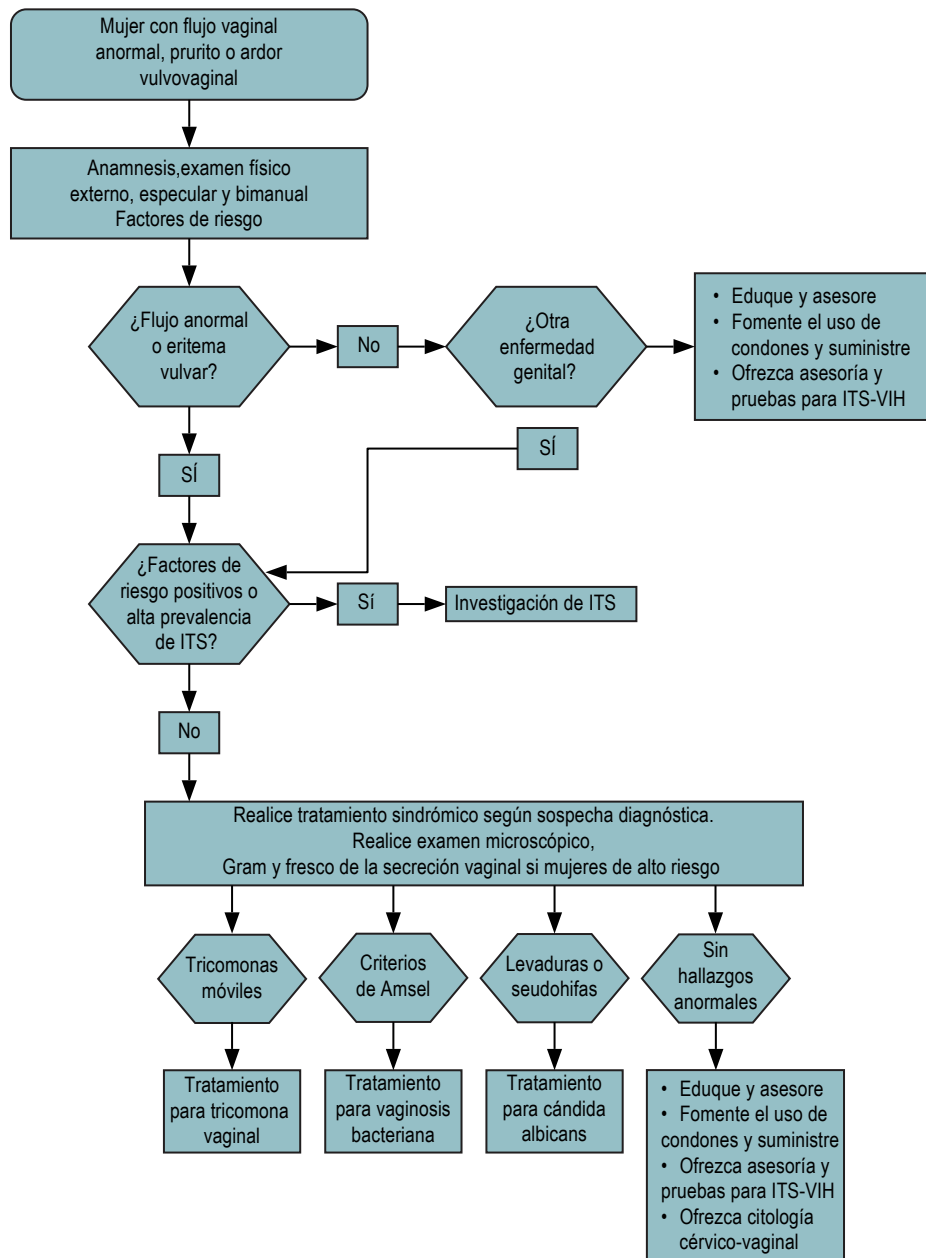 Mujer con flujo vaginal
anormal, prurito o ardor
vulvovaginal
Anamnesis,examen físico
externo, especular y bimanual
Factores de riesgo
¿Flujo anormal
o eritema
vulvar?
No
¿Otra
enfermedad
genital?
• Eduque y asesore
• Fomente el uso de
condones y suministre
• Ofrezca asesoría y
pruebas para ITS-VIH
SÍ
SÍ
¿Factores de
riesgo positivos o
alta prevalencia
de ITS?
Sí
Investigación de ITS
No
Realice tratamiento sindrómico según sospecha diagnóstica.
Realice examen microscópico,
Gram y fresco de la secreción vaginal si mujeres de alto riesgo
Tricomonas
móviles
Criterios
de Amsel
Levaduras o
seudohifas
Sin
hallazgos
anormales
Tratamiento
para tricomona
vaginal
Tratamiento
para vaginosis
bacteriana
Tratamiento
para cándida
albicans
• Eduque y asesore
• Fomente el uso de
condones y suministre
• Ofrezca asesoría y
pruebas para ITS-VIH
• Ofrezca citología
cérvico-vaginal